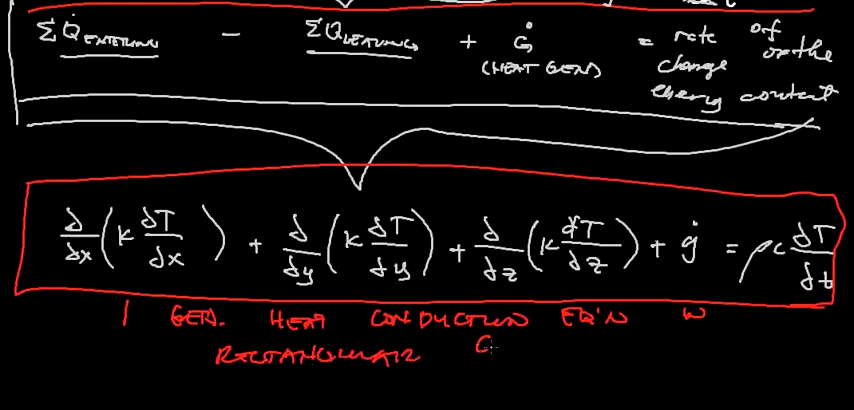 ΣQ̇ENTERING - ΣQ̇LEAVING + Ġ = rate of
(HEAT GEN) change of the
energy content
∂/∂x (k ∂T/∂x) + ∂/∂y (k ∂T/∂y) + ∂/∂z (k ∂T/∂z) + ġ = ρc ∂T/∂t
| GEN. HEAT CONDUCTION EQ'N W
RECTANGULAR C